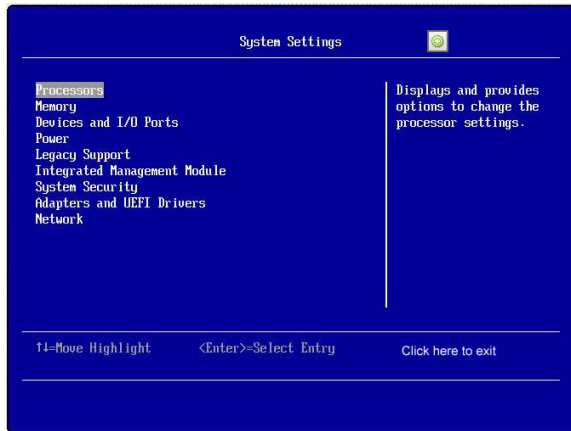 System Settings
Processors
Memory
Devices and I/O Ports
Power
Legacy Support
Integrated Management Module
System Security
Adapters and UEFI Drivers
Network
Displays and provides
options to change the
processor settings.
↑↓=Move Highlight
<Enter>=Select Entry
Click here to exit